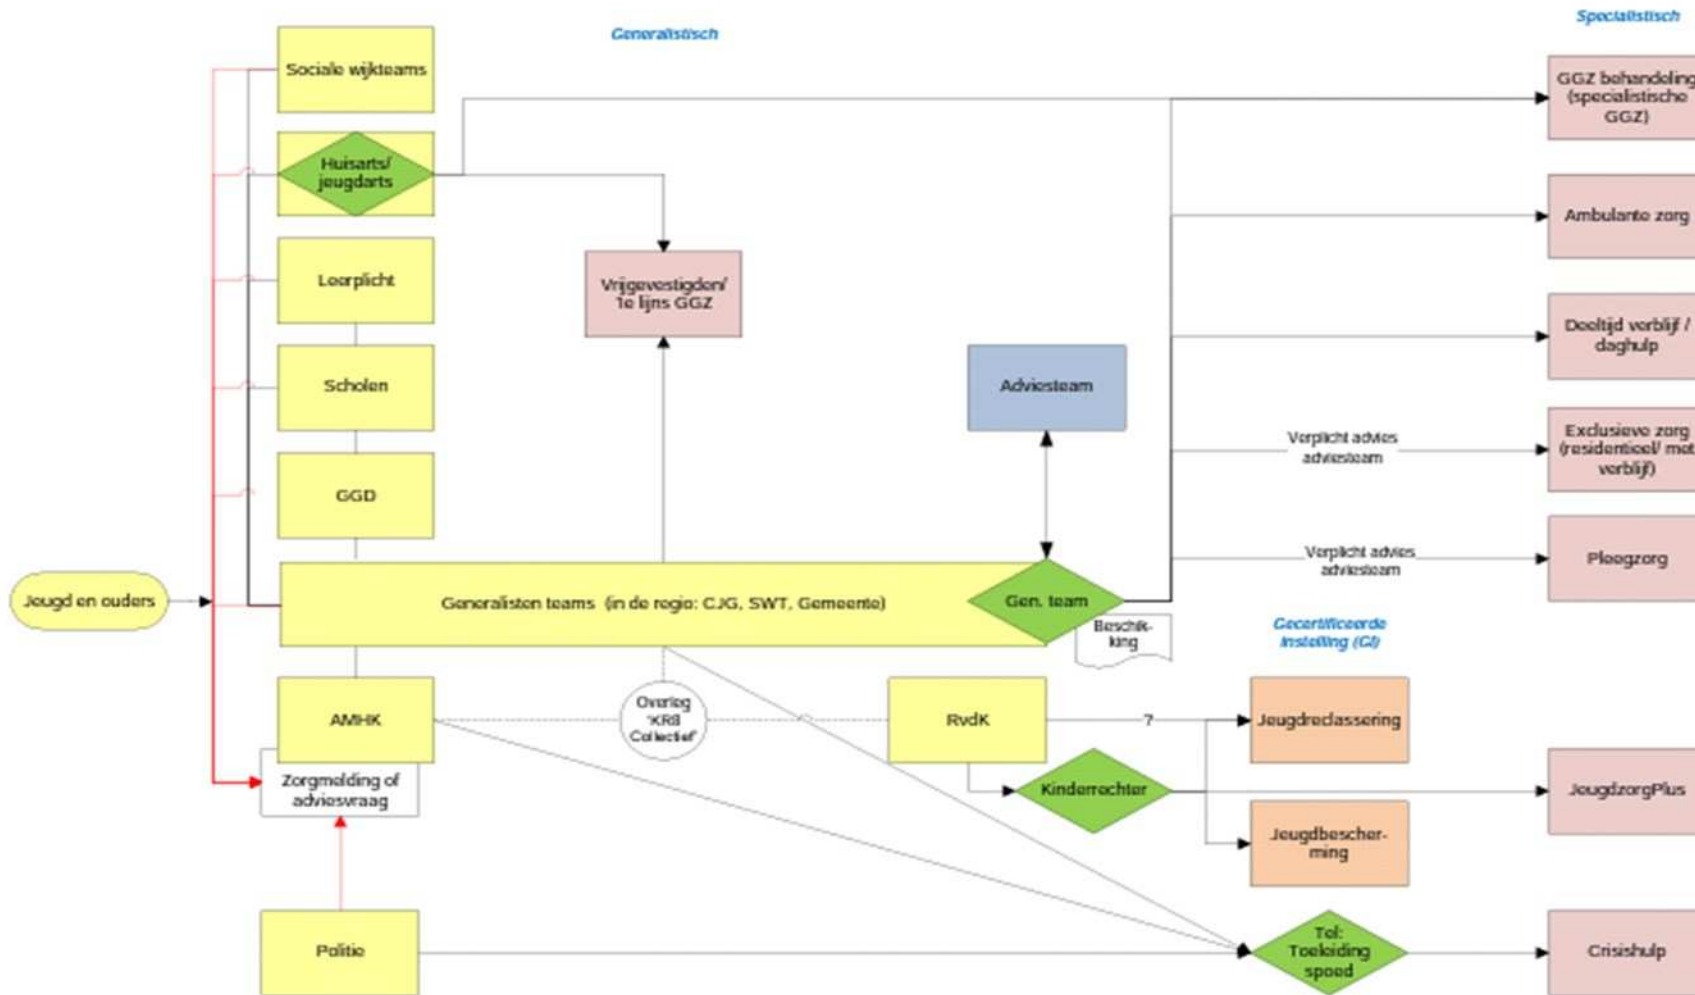 Generalistisch
Specialistisch
Sociale wijkteams
GGZ behandeling
(specialistische
GGZ)
Huisarts/
jeugdarts
Ambulante zorg
Leerplicht
Vrijgevestigden/
1e lijns GGZ
Deeltijd verblijf /
daghulp
Scholen
Adviesteam
Verplicht advies
adviesteam
Exclusieve zorg
(residentieel/ met
verblijf)
GGD
Verplicht advies
adviesteam
Pleegzorg
Jeugd en ouders
Generalisten teams (in de regio: CJG, SWT, Gemeente)
Gen. team
Beschik-
king
Gecertificeerde
Instelling (GI)
AMHK
Overleg
'KR8
Collectief'
RvdK
?
Jeugdreclassering
Zorgmelding of
adviesvraag
Kinderrechter
JeugdzorgPlus
Jeugdbescher-
ming
Politie
Tel:
Toeleiding
spoed
Crisishulp